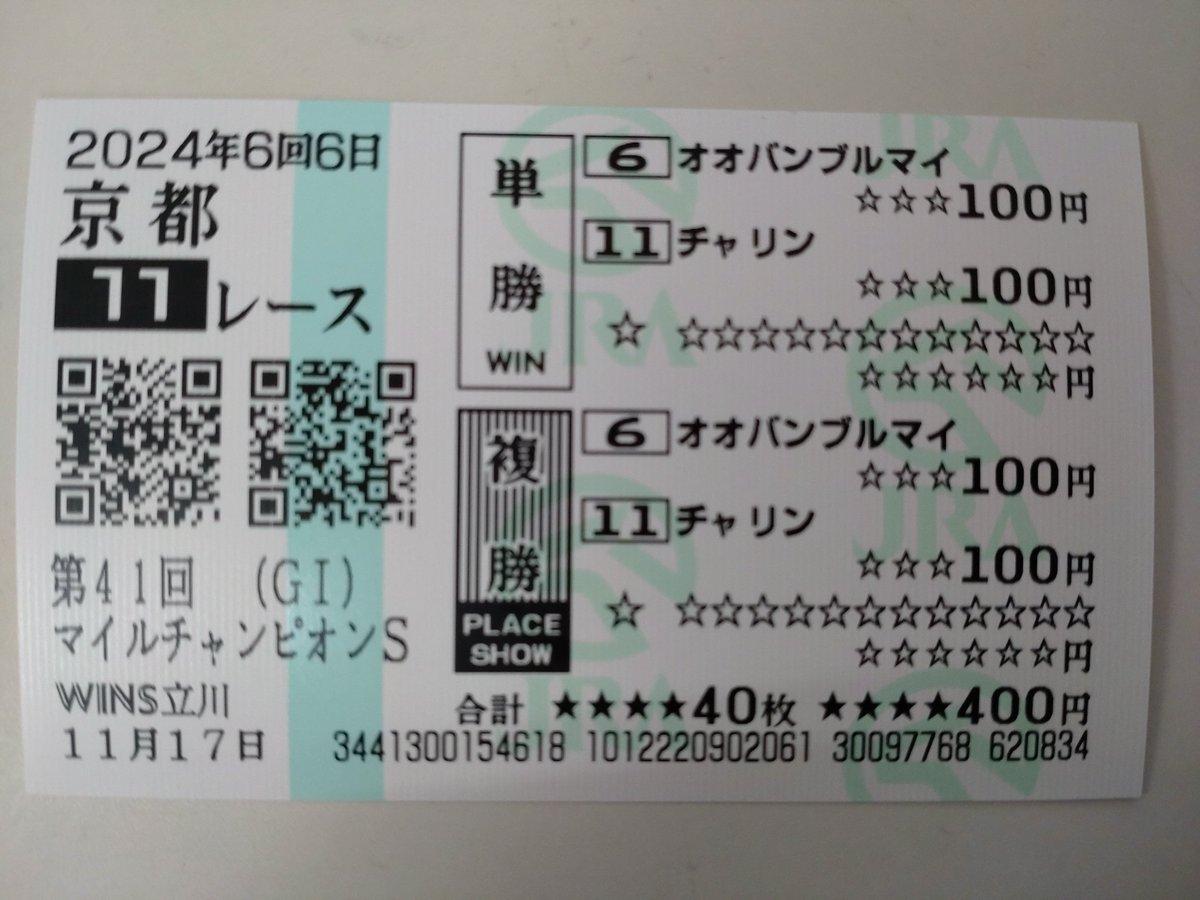 2024年6回6日
京都
11レース
第41回 (GI)
マイルチャンピオンS
WINS立川
11月17日
単勝
WIN
6 オオバンブルマイ
☆☆☆100円
11 チャリン
☆☆☆100円
☆ ☆☆☆☆☆☆☆☆☆☆☆☆
☆☆☆☆☆☆円
複勝
PLACE
SHOW
6 オオバンブルマイ
☆☆☆100円
11 チャリン
☆☆☆100円
☆ ☆☆☆☆☆☆☆☆☆☆☆☆
☆☆☆☆☆☆円
合計 ★★★★40枚 ★★★★400円
3441300154618 1012220902061 30097768 620834
JRA
JRA
JRA
JRA